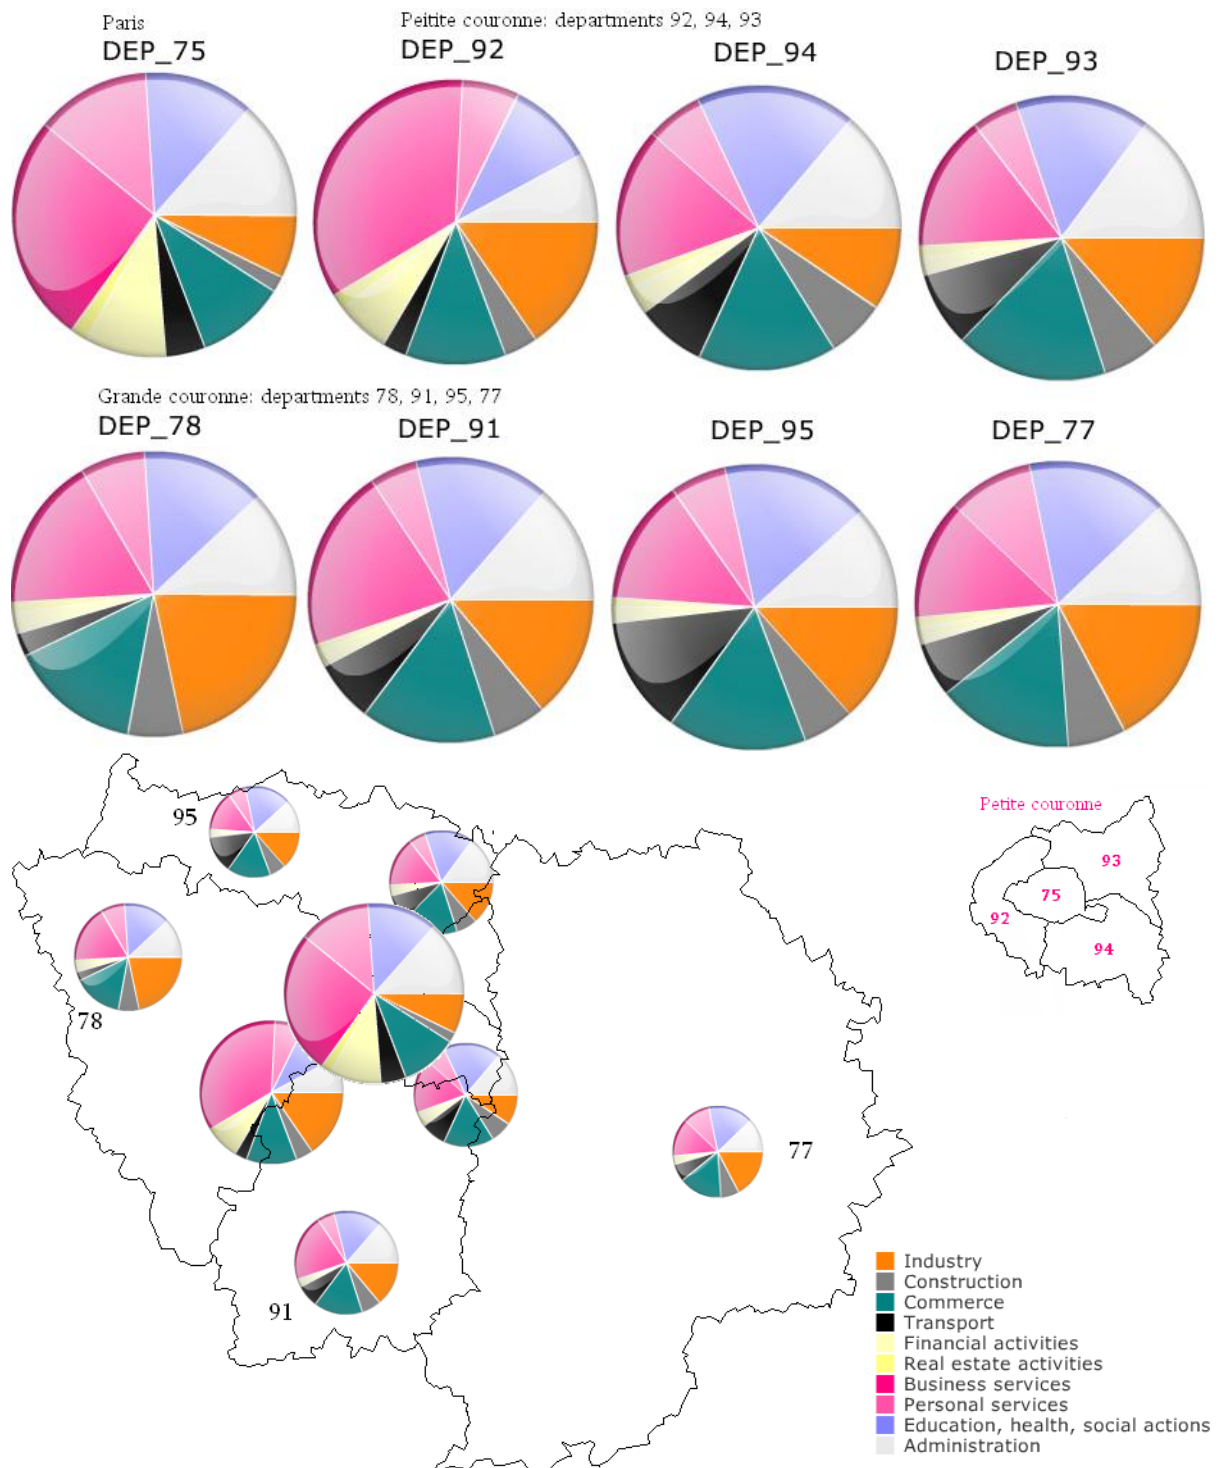 Paris
Peitite couronne: departments 92, 94, 93
DEP_75
DEP_92
DEP_94
DEP_93
Grande couronne: departments 78, 91, 95, 77
DEP_78
DEP_91
DEP_95
DEP_77
95
78
91
77
Petite couronne
93
75
92
94
Industry
Construction
Commerce
Transport
Financial activities
Real estate activities
Business services
Personal services
Education, health, social actions
Administration